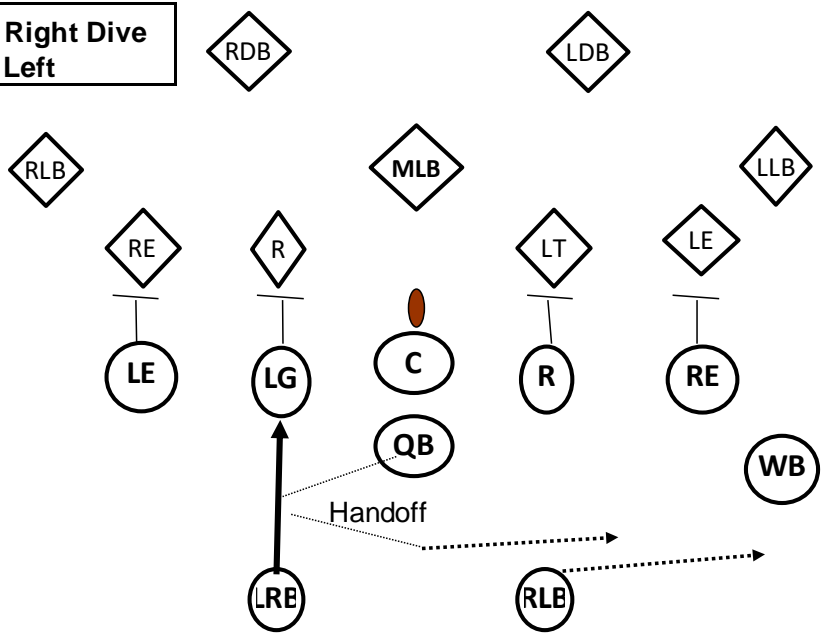 Right Dive
Left
RDB
LDB
RLB
MLB
LLB
RE
R
LT
LE
LE
LG
C
R
RE
QB
WB
Handoff
LRB
RLB